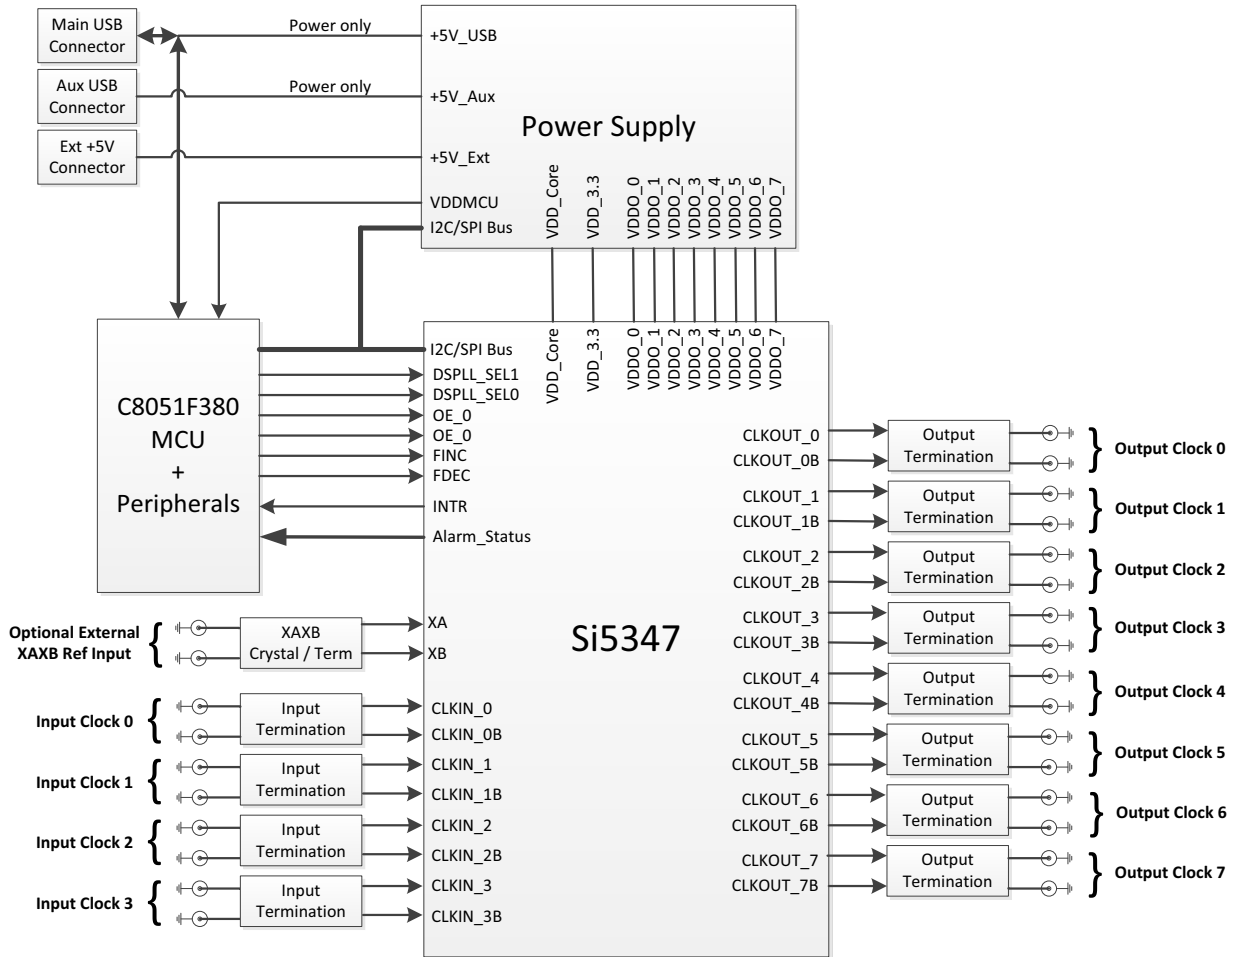 Main USB
Connector
Power only
+5V_USB
Aux USB
Connector
Power only
+5V_Aux
Power Supply
Ext +5V
Connector
+5V_Ext
VDDMCU
I2C/SPI Bus
VDD_Core
VDD_3.3
VDDO_0
VDDO_1
VDDO_2
VDDO_3
VDDO_4
VDDO_5
VDDO_6
VDDO_7
C8051F380
MCU
+
Peripherals
I2C/SPI Bus
DSPLL_SEL1
DSPLL_SEL0
OE_0
OE_0
FINC
FDEC
INTR
Alarm_Status
VDD_Core
VDD_3.3
VDDO_0
VDDO_1
VDDO_2
VDDO_3
VDDO_4
VDDO_5
VDDO_6
VDDO_7
Si5347
Optional External
XAXB Ref Input
XAXB
Crystal / Term
XA
XB
Input Clock 0
Input
Termination
CLKIN_0
CLKIN_0B
Input Clock 1
Input
Termination
CLKIN_1
CLKIN_1B
Input Clock 2
Input
Termination
CLKIN_2
CLKIN_2B
Input Clock 3
Input
Termination
CLKIN_3
CLKIN_3B
CLKOUT_0
CLKOUT_0B
Output
Termination
Output Clock 0
CLKOUT_1
CLKOUT_1B
Output
Termination
Output Clock 1
CLKOUT_2
CLKOUT_2B
Output
Termination
Output Clock 2
CLKOUT_3
CLKOUT_3B
Output
Termination
Output Clock 3
CLKOUT_4
CLKOUT_4B
Output
Termination
Output Clock 4
CLKOUT_5
CLKOUT_5B
Output
Termination
Output Clock 5
CLKOUT_6
CLKOUT_6B
Output
Termination
Output Clock 6
CLKOUT_7
CLKOUT_7B
Output
Termination
Output Clock 7